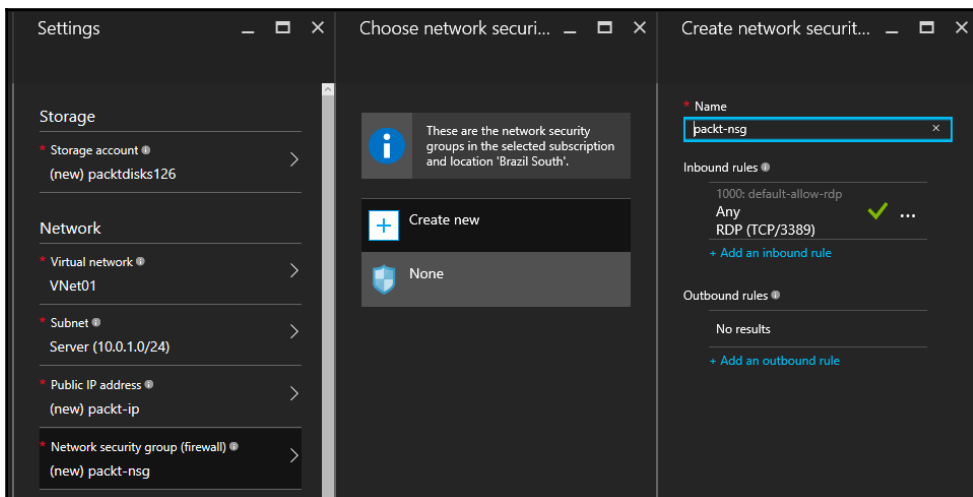 Settings
Storage
* Storage account
(new) packtdisks126
Network
* Virtual network
VNet01
* Subnet
Server (10.0.1.0/24)
* Public IP address
(new) packt-ip
* Network security group (firewall)
(new) packt-nsg
Choose network securi...
These are the network security
groups in the selected subscription
and location 'Brazil South'.
Create new
None
Create network securit...
* Name
packt-nsg
Inbound rules
1000: default-allow-rdp
Any
RDP (TCP/3389)
+ Add an inbound rule
Outbound rules
No results
+ Add an outbound rule